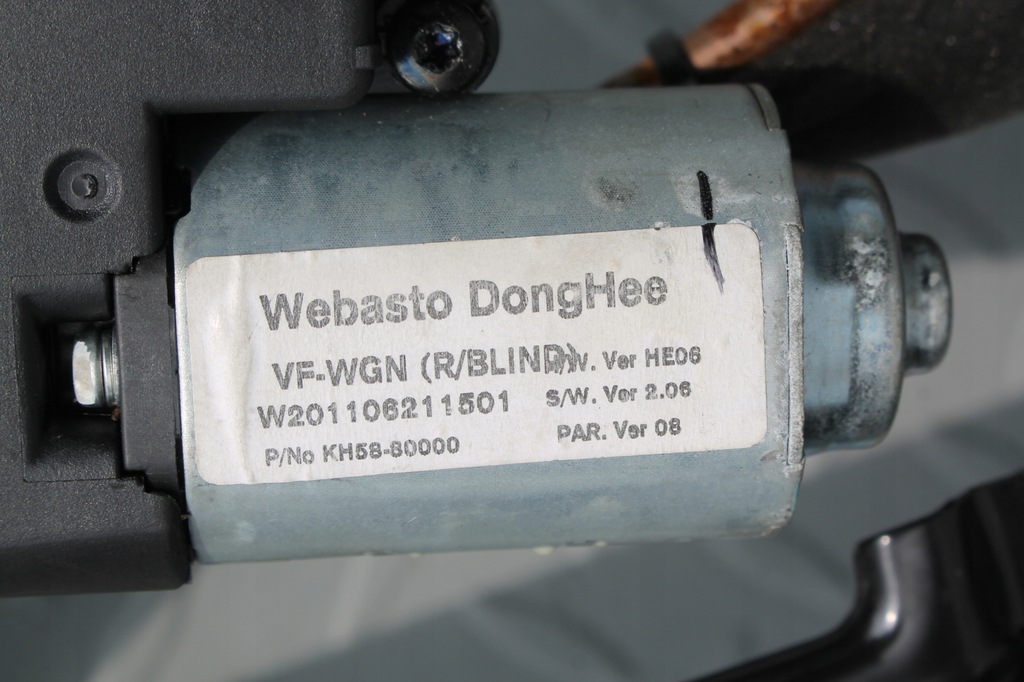 Webasto DongHee
VF-WGN (R/BLIND) H/W. Ver HE06
W201106211501 S/W. Ver 2.06
P/No KH58-80000 PAR. Ver 08